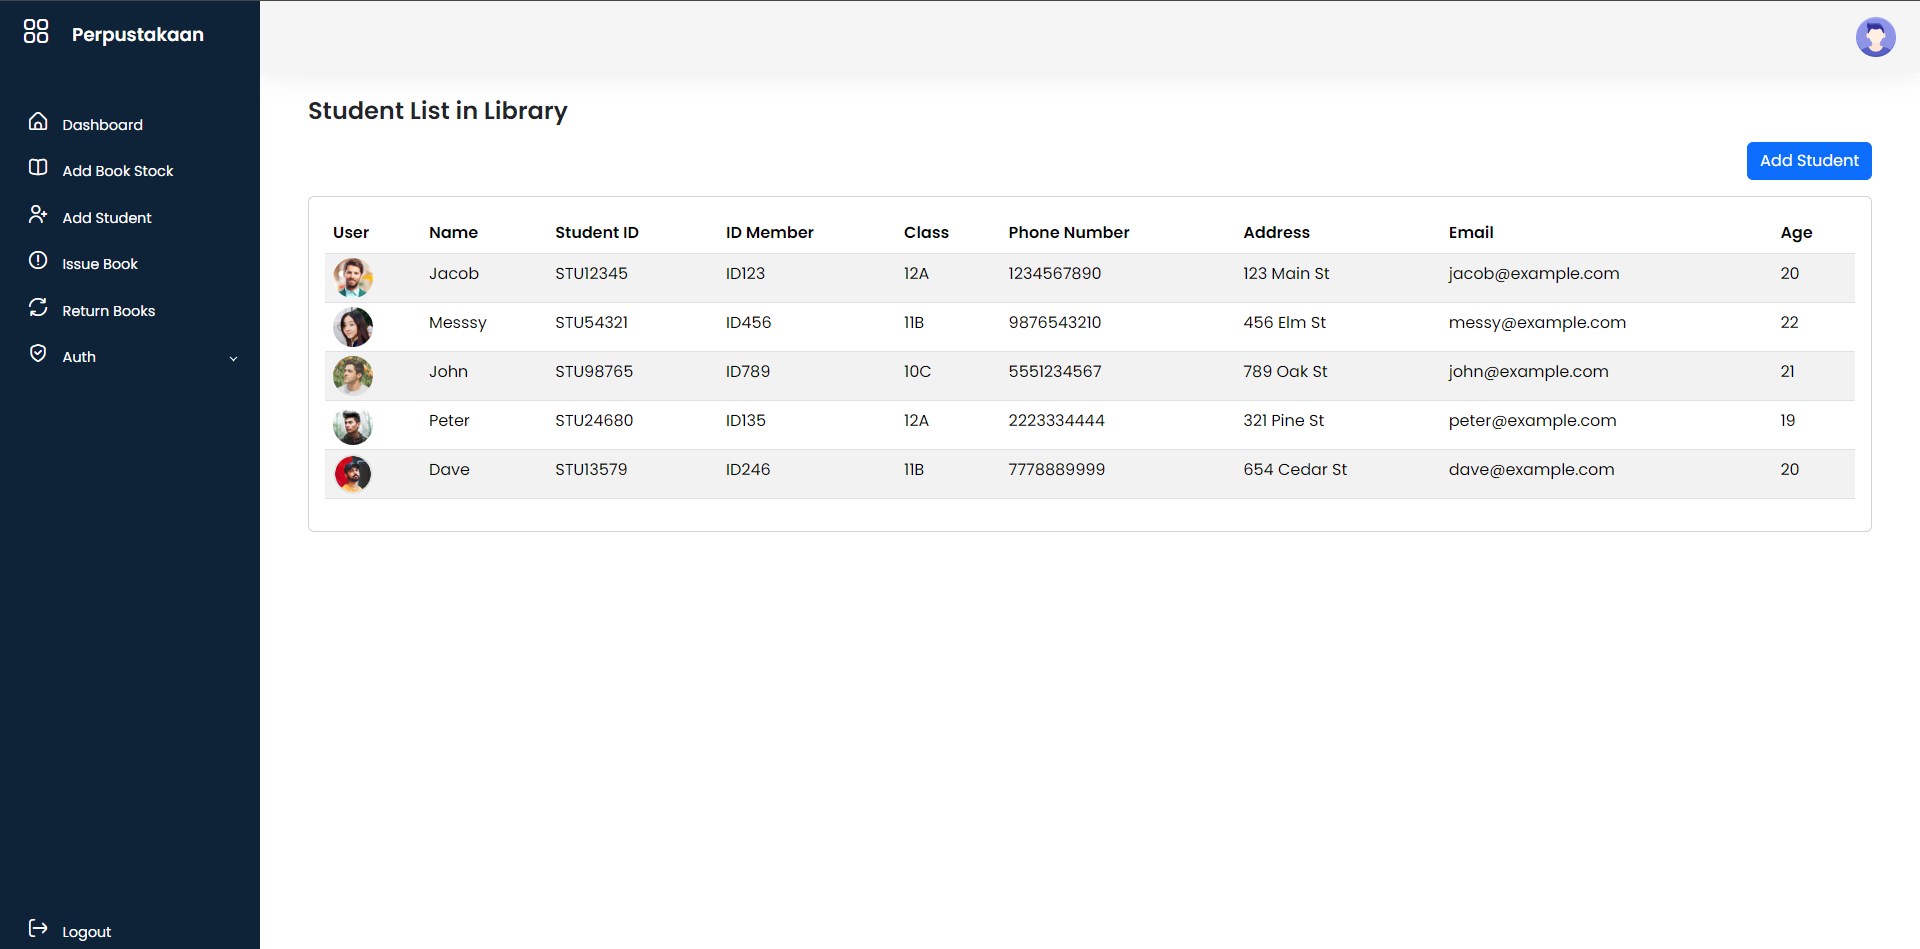 Perpustakaan
Dashboard
Add Book Stock
Add Student
Issue Book
Return Books
Auth
Logout
Student List in Library
Add Student
User Name Student ID ID Member Class Phone Number Address Email Age
Jacob STU12345 ID123 12A 1234567890 123 Main St jacob@example.com 20
Messsy STU54321 ID456 11B 9876543210 456 Elm St messy@example.com 22
John STU98765 ID789 10C 5551234567 789 Oak St john@example.com 21
Peter STU24680 ID135 12A 2223334444 321 Pine St peter@example.com 19
Dave STU13579 ID246 11B 7778889999 654 Cedar St dave@example.com 20